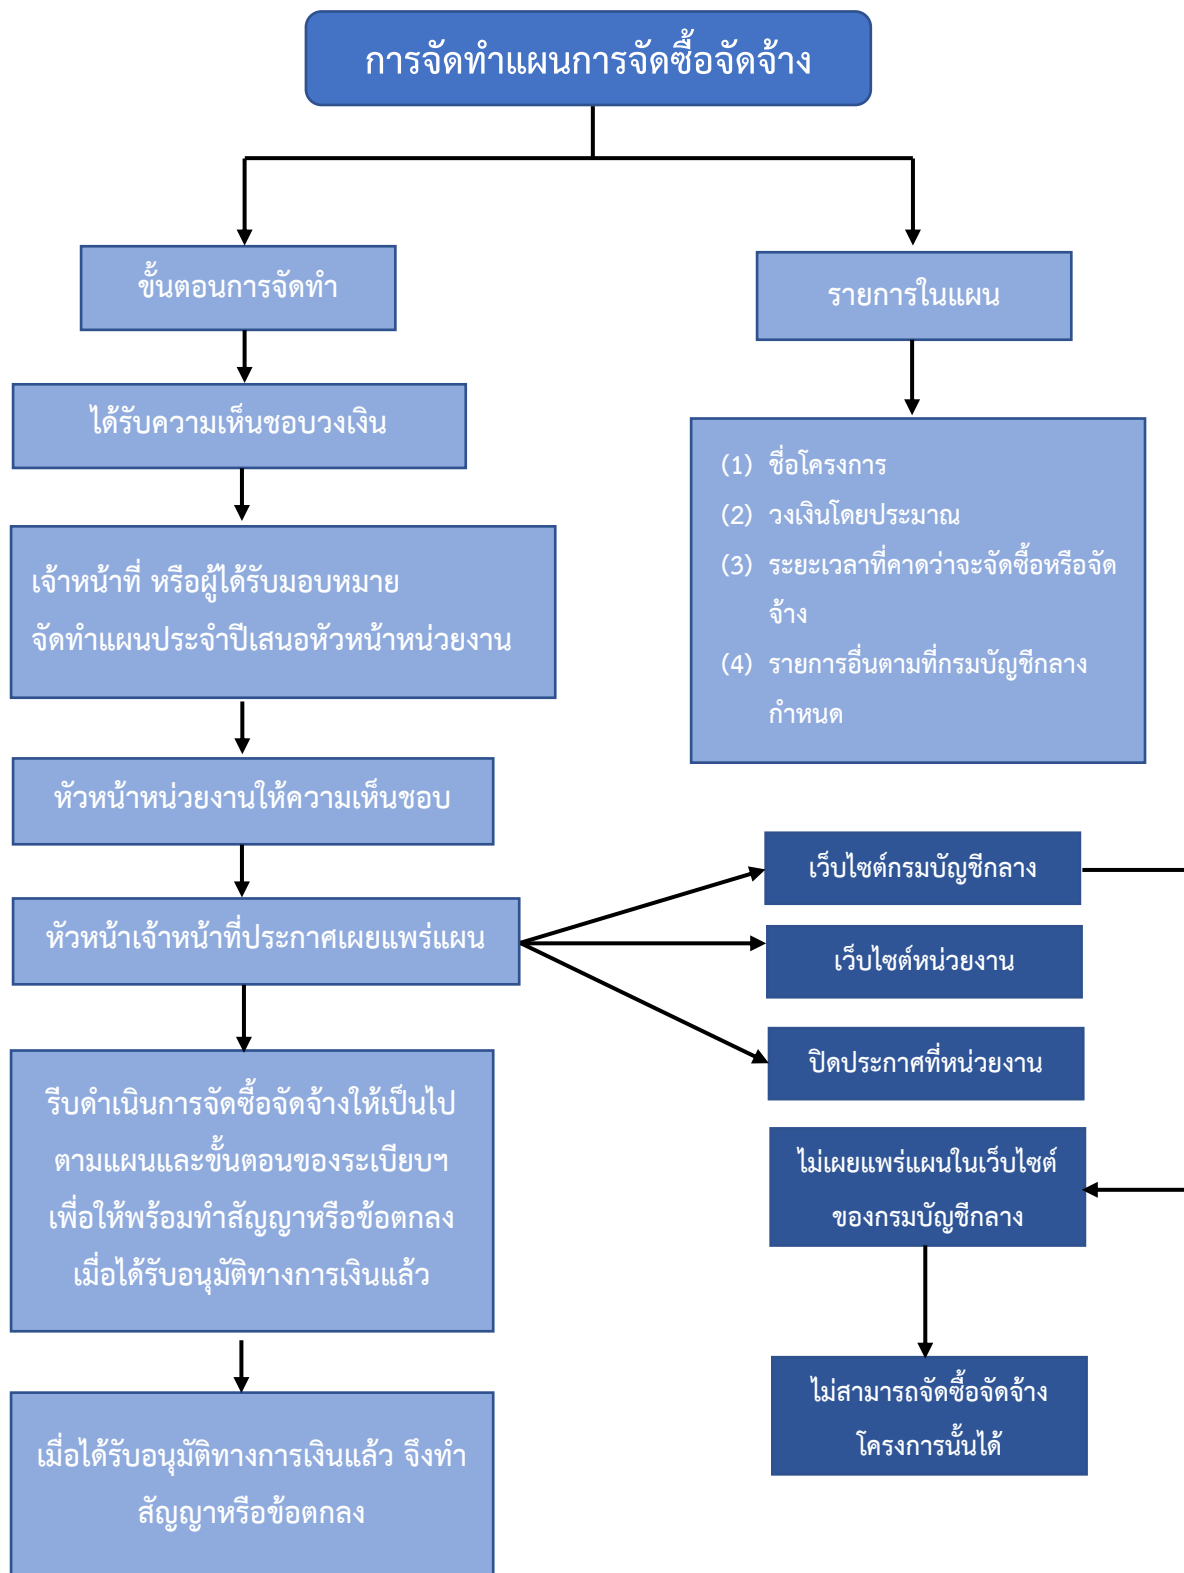 การจัดทำแผนการจัดซื้อจัดจ้าง
ขั้นตอนการจัดทำ
ได้รับความเห็นชอบวงเงิน
เจ้าหน้าที่ หรือผู้ได้รับมอบหมาย
จัดทำแผนประจำปีเสนอหัวหน้าหน่วยงาน
หัวหน้าหน่วยงานให้ความเห็นชอบ
หัวหน้าเจ้าหน้าที่ประกาศเผยแพร่แผน
รีบดำเนินการจัดซื้อจัดจ้างให้เป็นไป
ตามแผนและขั้นตอนของระเบียบฯ
เพื่อให้พร้อมทำสัญญาหรือข้อตกลง
เมื่อได้รับอนุมัติทางการเงินแล้ว
เมื่อได้รับอนุมัติทางการเงินแล้ว จึงทำ
สัญญาหรือข้อตกลง
รายการในแผน
(1) ชื่อโครงการ
(2) วงเงินโดยประมาณ
(3) ระยะเวลาที่คาดว่าจะจัดซื้อหรือจัด
จ้าง
(4) รายการอื่นตามที่กรมบัญชีกลาง
กำหนด
เว็บไซต์กรมบัญชีกลาง
เว็บไซต์หน่วยงาน
ปิดประกาศที่หน่วยงาน
ไม่เผยแพร่แผนในเว็บไซต์
ของกรมบัญชีกลาง
ไม่สามารถจัดซื้อจัดจ้าง
โครงการนั้นได้